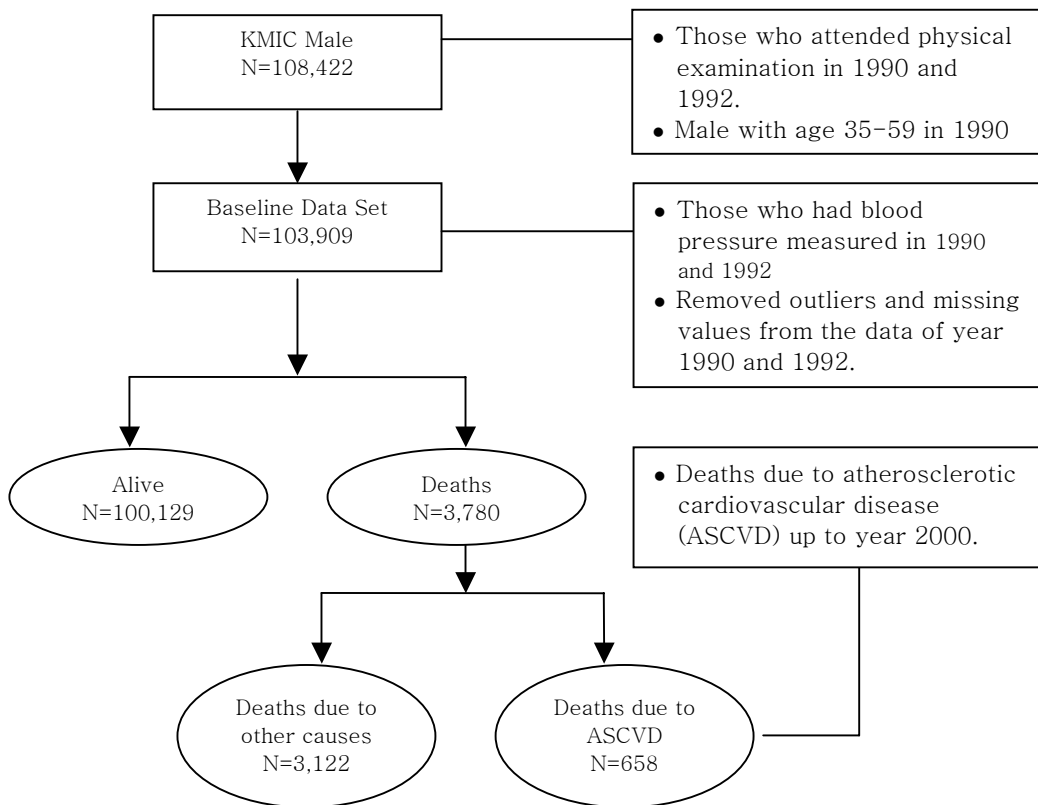 KMIC Male
N=108,422
• Those who attended physical
examination in 1990 and
1992.
• Male with age 35-59 in 1990
Baseline Data Set
N=103,909
• Those who had blood
pressure measured in 1990
and 1992
• Removed outliers and missing
values from the data of year
1990 and 1992.
Alive
N=100,129
Deaths
N=3,780
• Deaths due to atherosclerotic
cardiovascular disease
(ASCVD) up to year 2000.
Deaths due to
other causes
N=3,122
Deaths due to
ASCVD
N=658